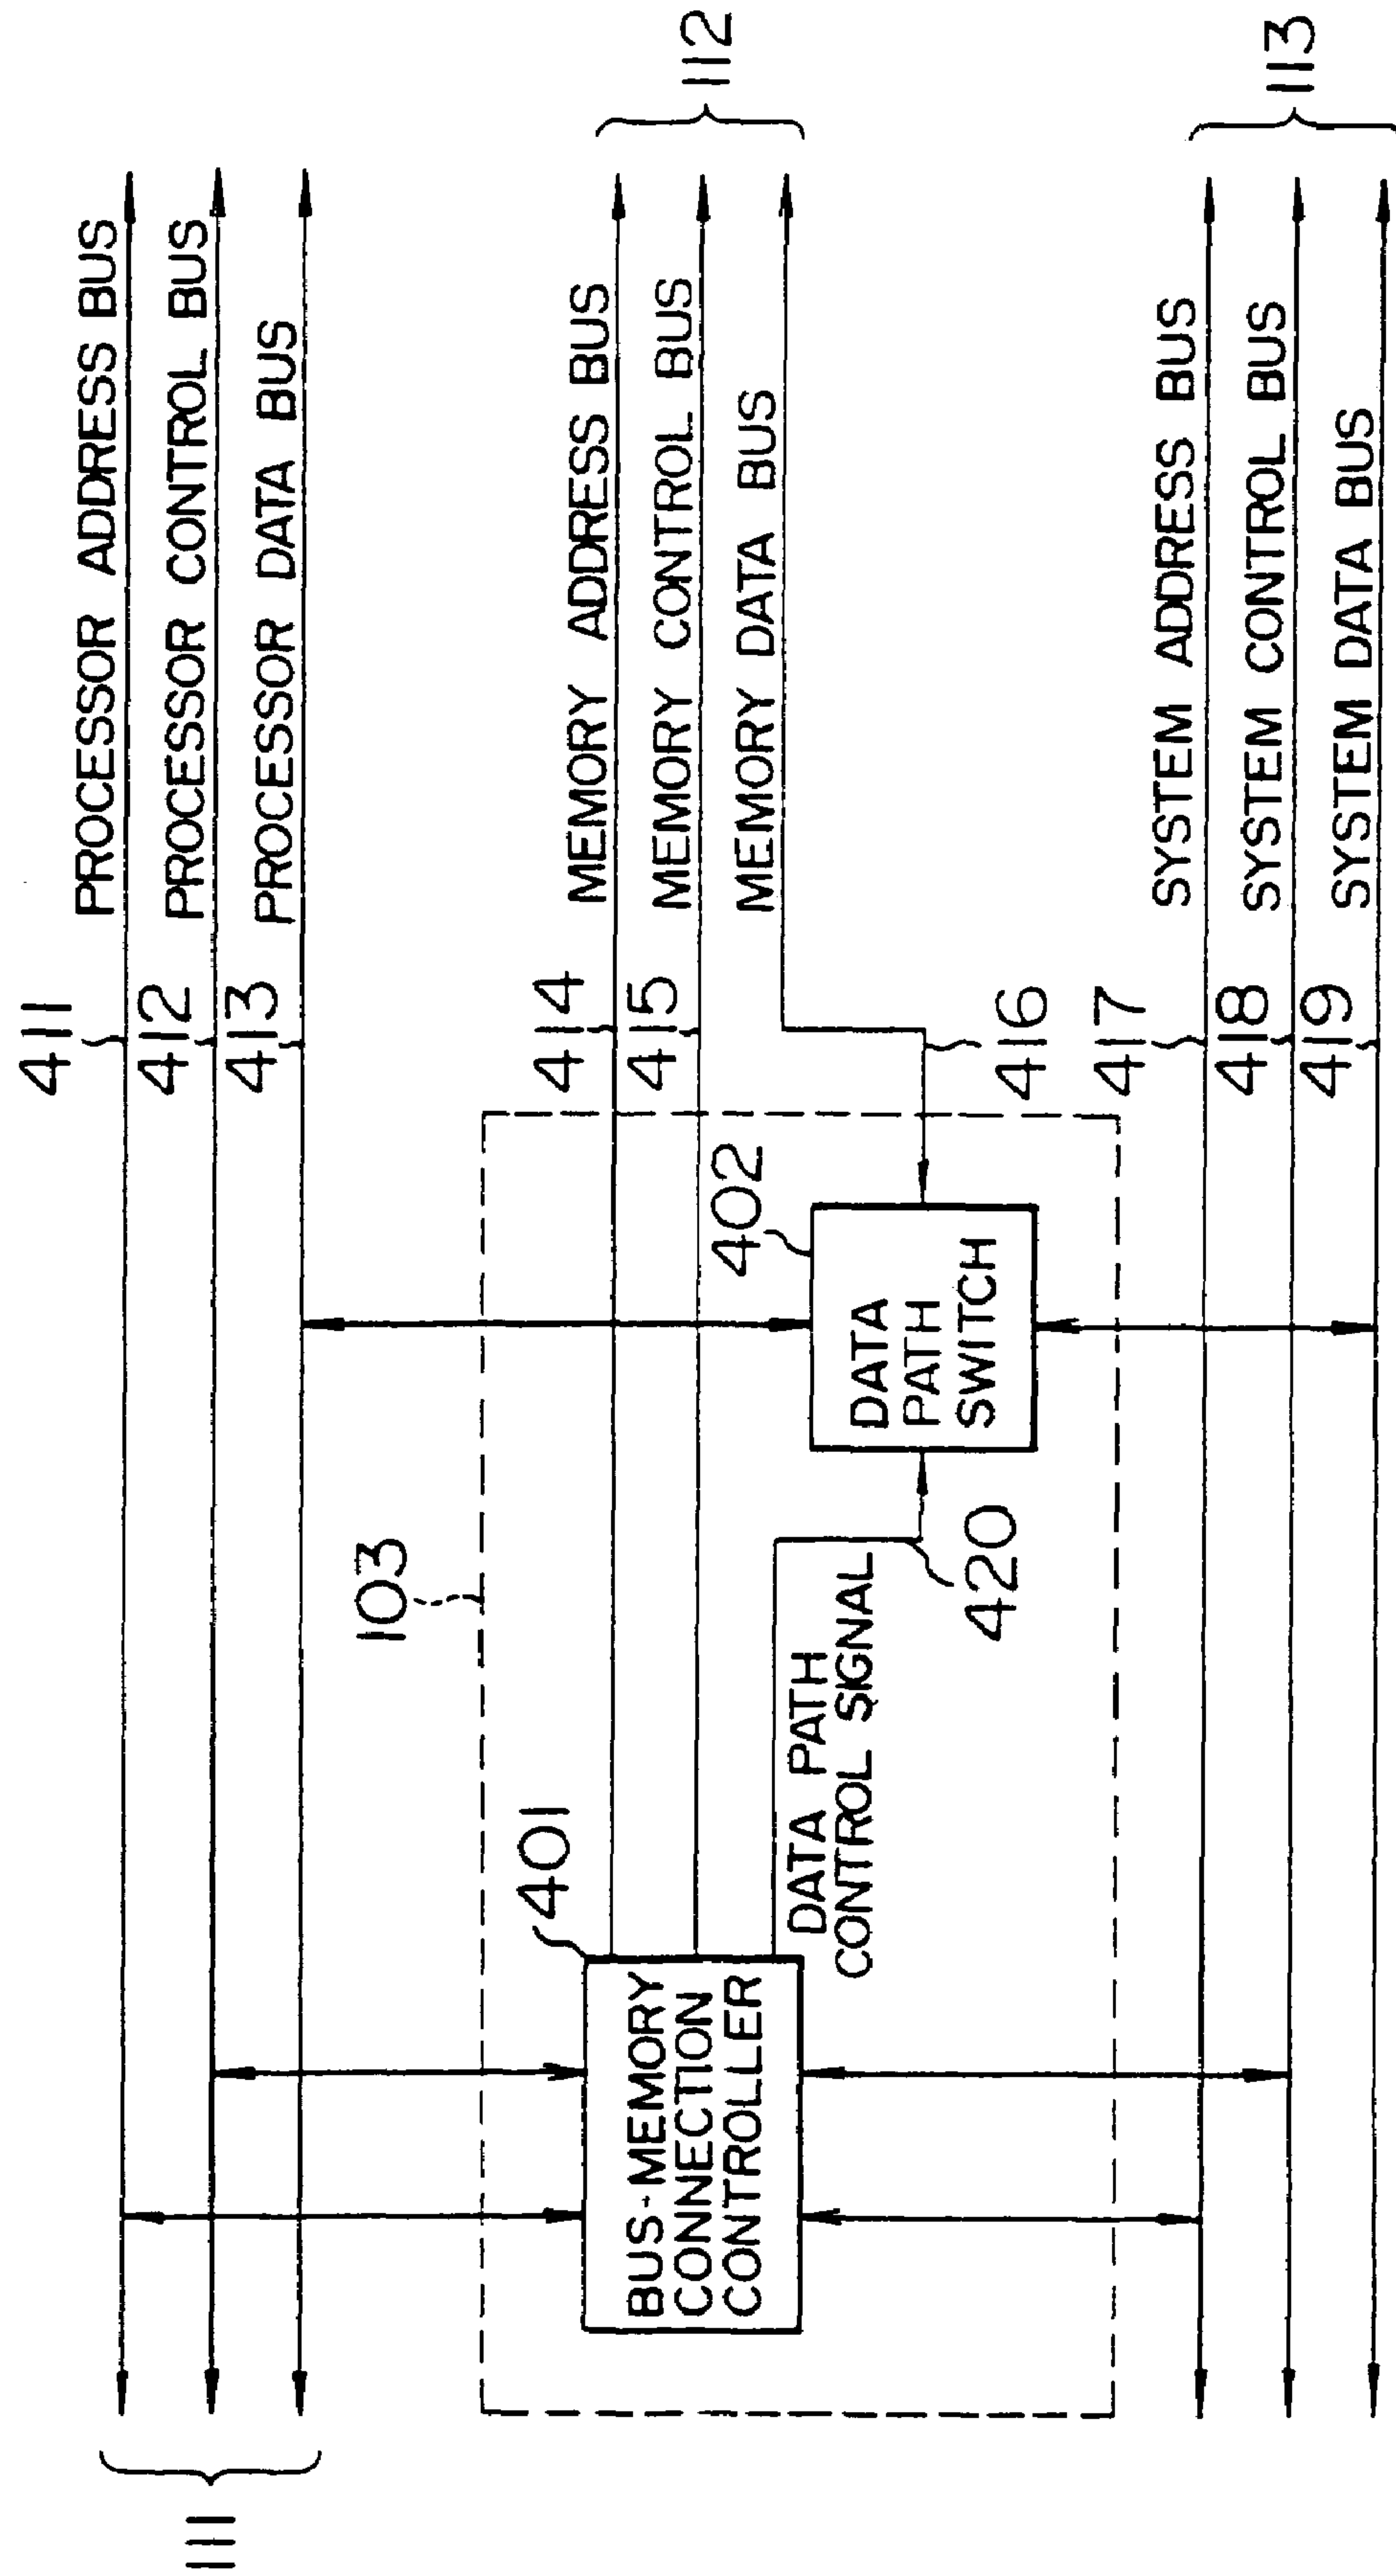 411
PROCESSOR ADDRESS BUS
412
PROCESSOR CONTROL BUS
413
PROCESSOR DATA BUS
111
103
401
BUS-MEMORY
CONNECTION
CONTROLLER
414
MEMORY ADDRESS BUS
415
MEMORY CONTROL BUS
MEMORY DATA BUS
112
402
DATA
PATH
SWITCH
416
DATA PATH
CONTROL SIGNAL
420
417
SYSTEM ADDRESS BUS
418
SYSTEM CONTROL BUS
419
SYSTEM DATA BUS
113